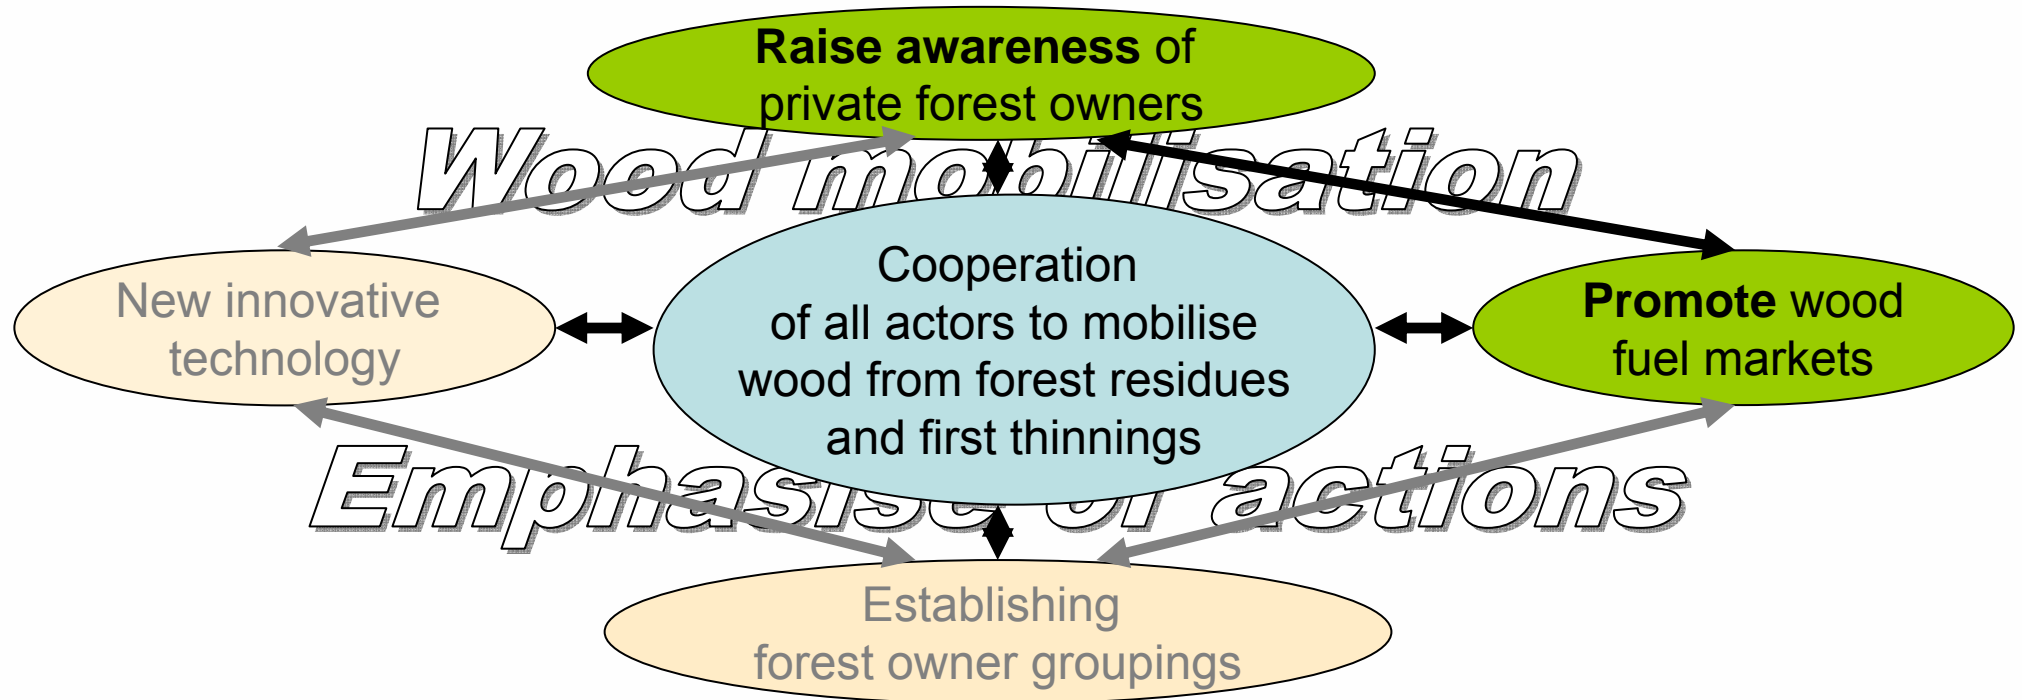 Raise awareness of
private forest owners
Wood mobilisation
New innovative
technology
Cooperation
of all actors to mobilise
wood from forest residues
and first thinnings
Promote wood
fuel markets
Emphasise of actions
Establishing
forest owner groupings